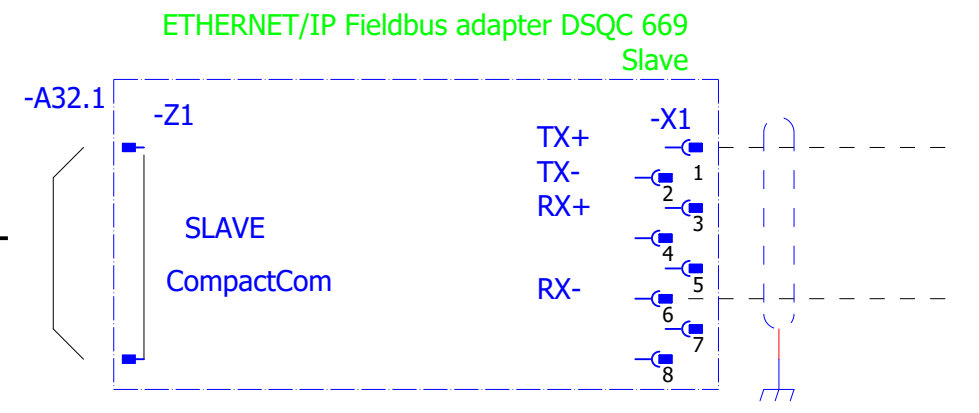 ETHERNET/IP Fieldbus adapter DSQC 669
Slave
-A32.1
-Z1
-X1
TX+
1
TX-
2
RX+
3
SLAVE
4
CompactCom
5
RX-
6
7
8